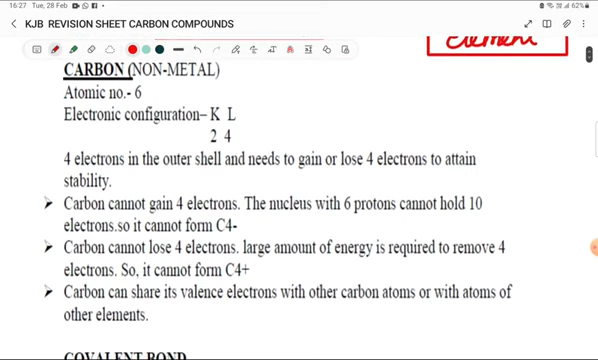 16:27 Tue, 28 Feb
62%
KJB REVISION SHEET CARBON COMPOUNDS
Element
CARBON (NON-METAL)
Atomic no.- 6
Electronic configuration– K L
2 4
4 electrons in the outer shell and needs to gain or lose 4 electrons to attain
stability.
➤ Carbon cannot gain 4 electrons. The nucleus with 6 protons cannot hold 10
electrons.so it cannot form C4-
➤ Carbon cannot lose 4 electrons. large amount of energy is required to remove 4
electrons. So, it cannot form C4+
➤ Carbon can share its valence electrons with other carbon atoms or with atoms of
other elements.
COVALENT BOND